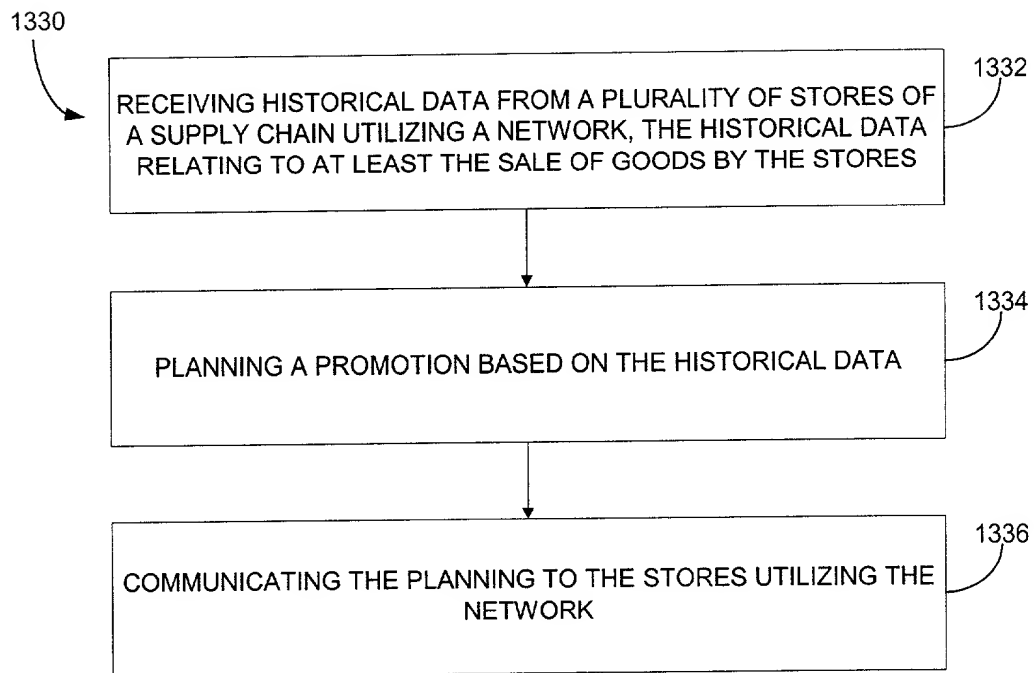 1330
1332
RECEIVING HISTORICAL DATA FROM A PLURALITY OF STORES OF
A SUPPLY CHAIN UTILIZING A NETWORK, THE HISTORICAL DATA
RELATING TO AT LEAST THE SALE OF GOODS BY THE STORES
1334
PLANNING A PROMOTION BASED ON THE HISTORICAL DATA
1336
COMMUNICATING THE PLANNING TO THE STORES UTILIZING THE
NETWORK